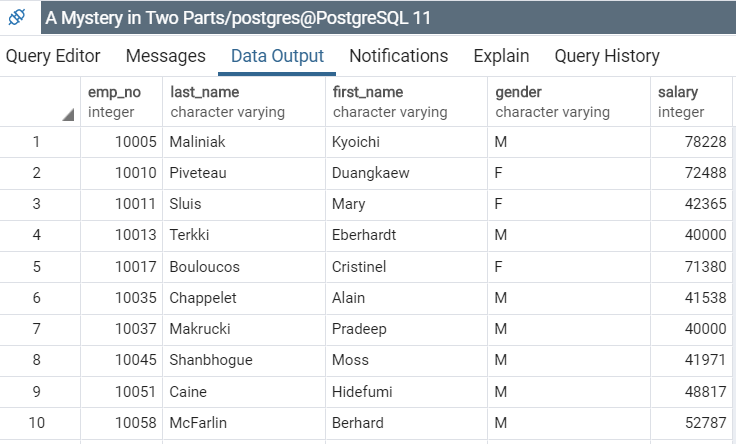 A Mystery in Two Parts/postgres@PostgreSQL 11
Query Editor Messages Data Output Notifications Explain Query History
emp_no last_name first_name gender salary
integer character varying character varying character varying integer
1 10005 Maliniak Kyoichi M 78228
2 10010 Piveteau Duangkaew F 72488
3 10011 Sluis Mary F 42365
4 10013 Terkki Eberhardt M 40000
5 10017 Bouloucos Cristinel F 71380
6 10035 Chappelet Alain M 41538
7 10037 Makrucki Pradeep M 40000
8 10045 Shanbhogue Moss M 41971
9 10051 Caine Hidefumi M 48817
10 10058 McFarlin Berhard M 52787